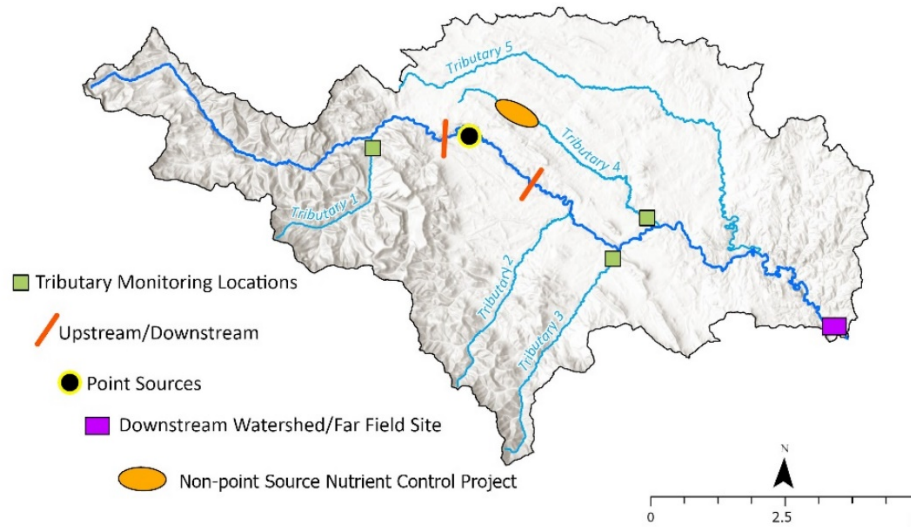 Tributary 5
Tributary 4
Tributary 1
Tributary 2
Tributary 3
Tributary Monitoring Locations
Upstream/Downstream
Point Sources
Downstream Watershed/Far Field Site
Non-point Source Nutrient Control Project
N
0
2.5